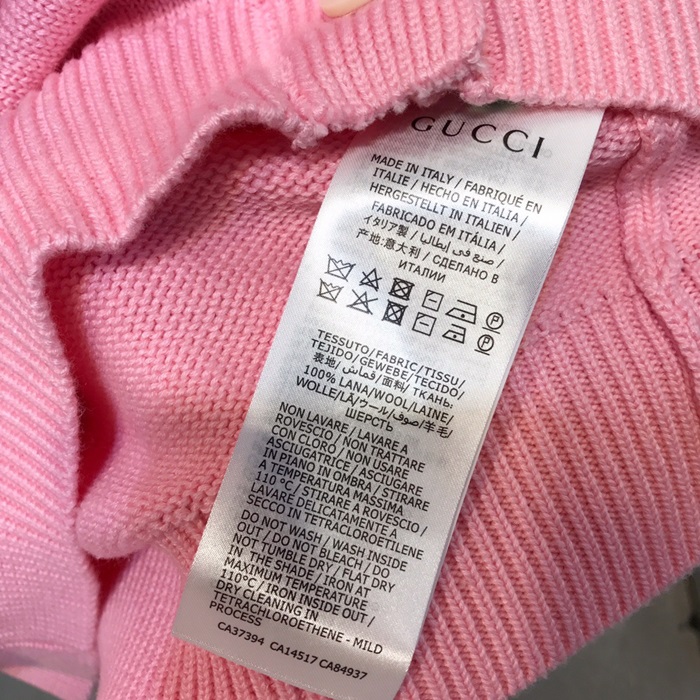 GUCCI
MADE IN ITALY / FABRIQUÉ EN
ITALIE / HECHO EN ITALIA /
HERGESTELLT IN ITALIEN /
FABRICADO EM ITÁLIA /
イタリア製 / صنع في إيطاليا /
产地:意大利 / СДЕЛАНО В
ИТАЛИИ
TESSUTO/FABRIC/TISSU/
TEJIDO/GEWEBE/TECIDO/
表地/قماش/面料/ ТКАНЬ:
100% LANA/WOOL/LAINE/
WOLLE/LÃ/ウール/صوف/羊毛/
ШЕРСТЬ
NON LAVARE / LAVARE A
ROVESCIO / NON TRATTARE
CON CLORO / NON USARE
ASCIUGATRICE / ASCIUGARE
IN PIANO IN OMBRA / STIRARE
A TEMPERATURA MASSIMA
110 °C / STIRARE A ROVESCIO /
LAVARE DELICATAMENTE A
SECCO IN TETRACLOROETILENE
DO NOT WASH / WASH INSIDE
OUT / DO NOT BLEACH / DO
NOT TUMBLE DRY / FLAT DRY
IN THE SHADE / IRON AT
MAXIMUM TEMPERATURE
110°C / IRON INSIDE OUT /
DRY CLEANING IN
TETRACHLOROETHENE - MILD
PROCESS
CA37394 CA14517 CA84937